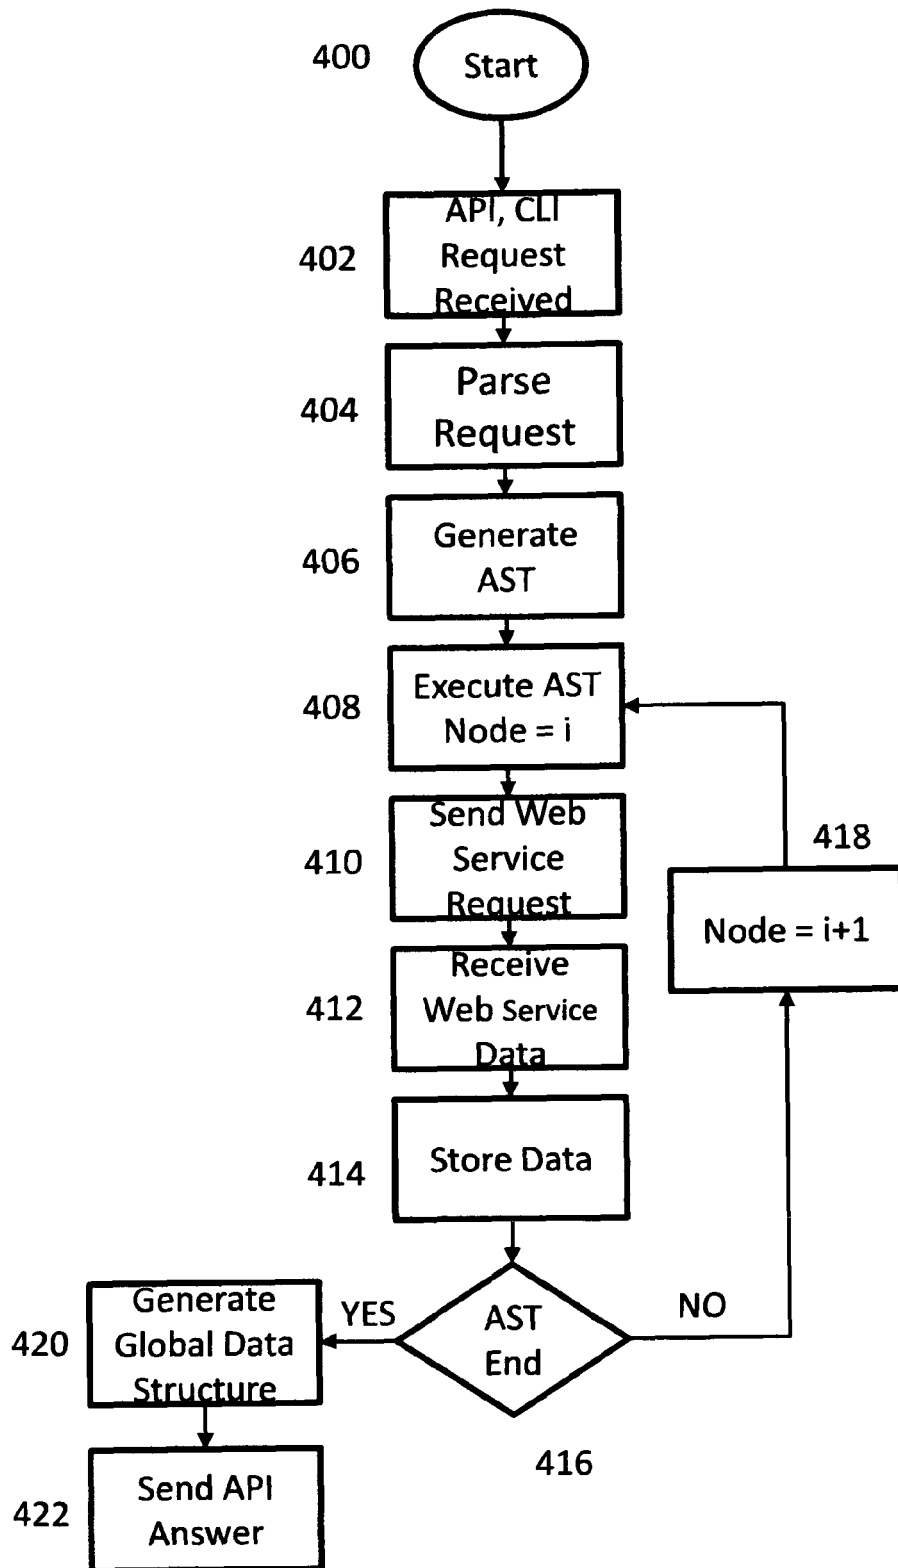 400
Start
402
API, CLI
Request
Received
404
Parse
Request
406
Generate
AST
408
Execute AST
Node = i
410
Send Web
Service
Request
418
Node = i+1
412
Receive
Web Service
Data
414
Store Data
416
AST
End
YES
NO
420
Generate
Global Data
Structure
422
Send API
Answer